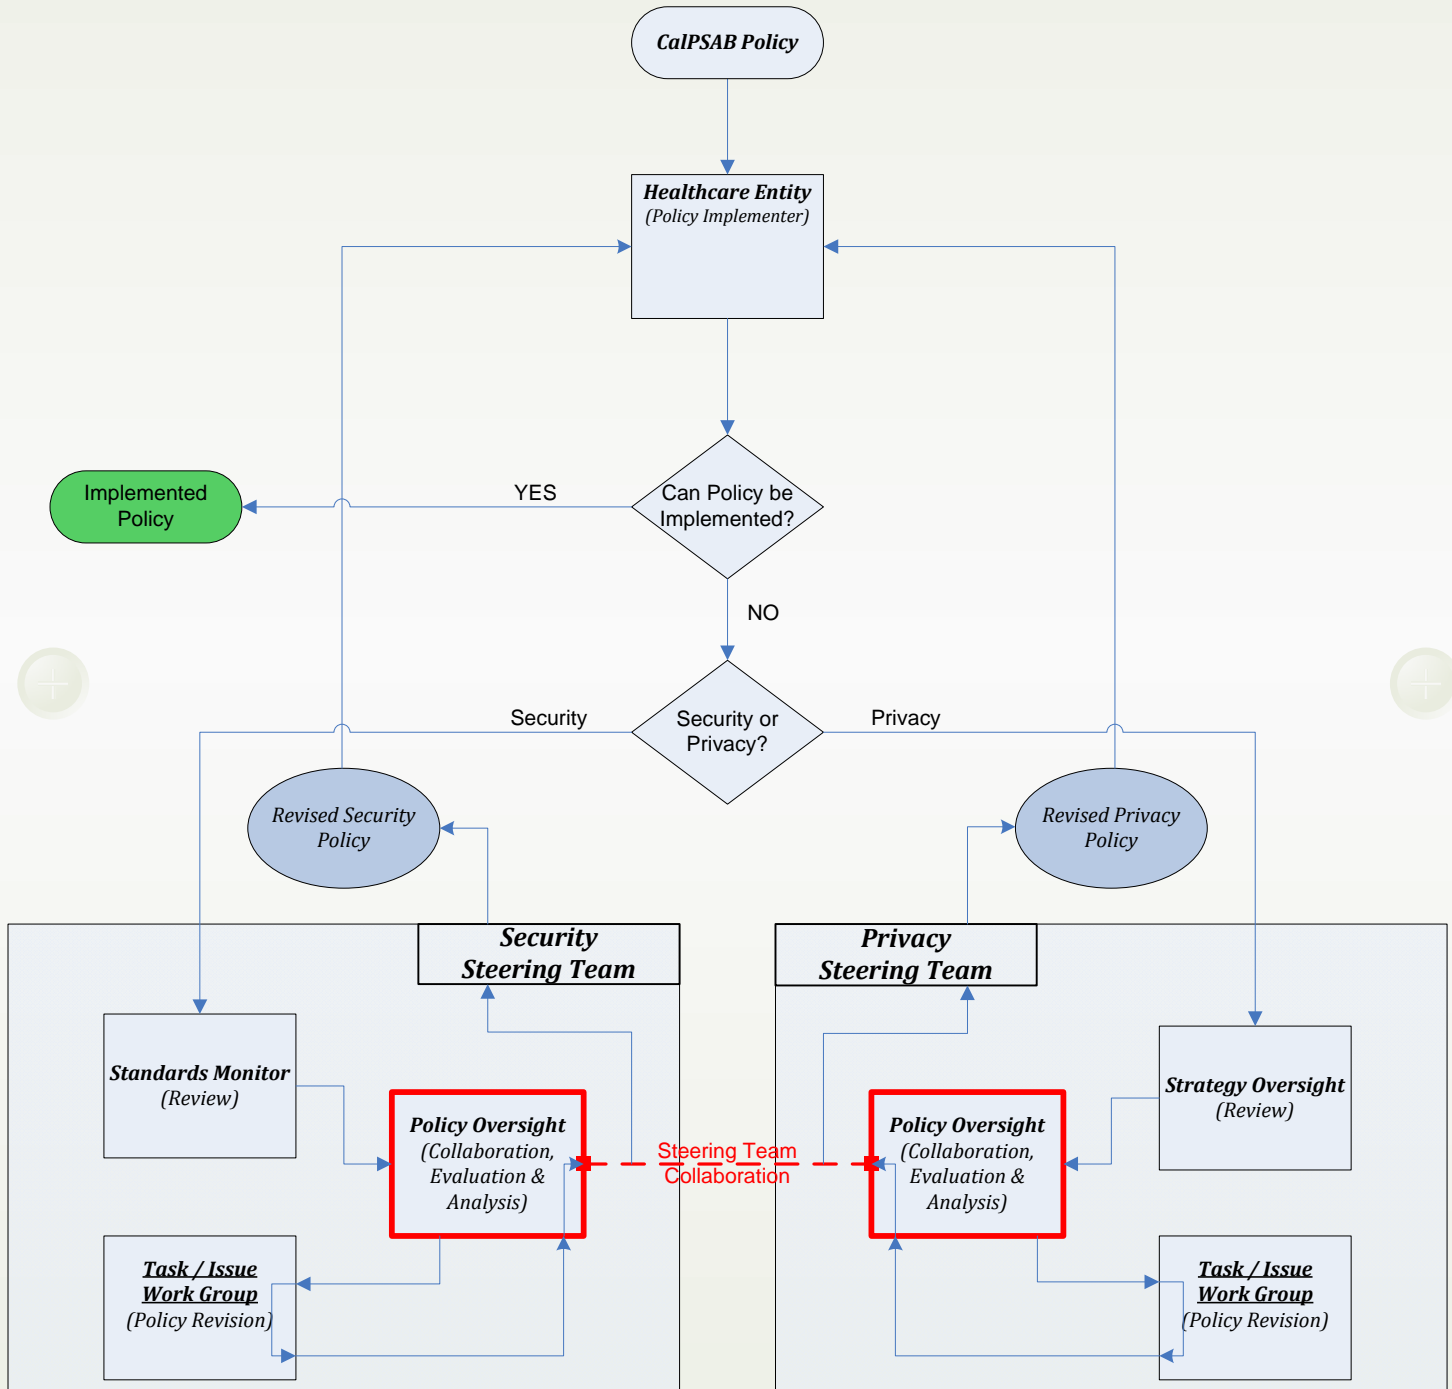 CalPSAB Policy
Healthcare Entity
(Policy Implementer)
Can Policy be
Implemented?
YES
Implemented
Policy
NO
Security or
Privacy?
Security
Privacy
Revised Security
Policy
Revised Privacy
Policy
Security
Steering Team
Privacy
Steering Team
Standards Monitor
(Review)
Policy Oversight
(Collaboration,
Evaluation &
Analysis)
Steering Team
Collaboration
Policy Oversight
(Collaboration,
Evaluation &
Analysis)
Strategy Oversight
(Review)
Task / Issue
Work Group
(Policy Revision)
Task / Issue
Work Group
(Policy Revision)